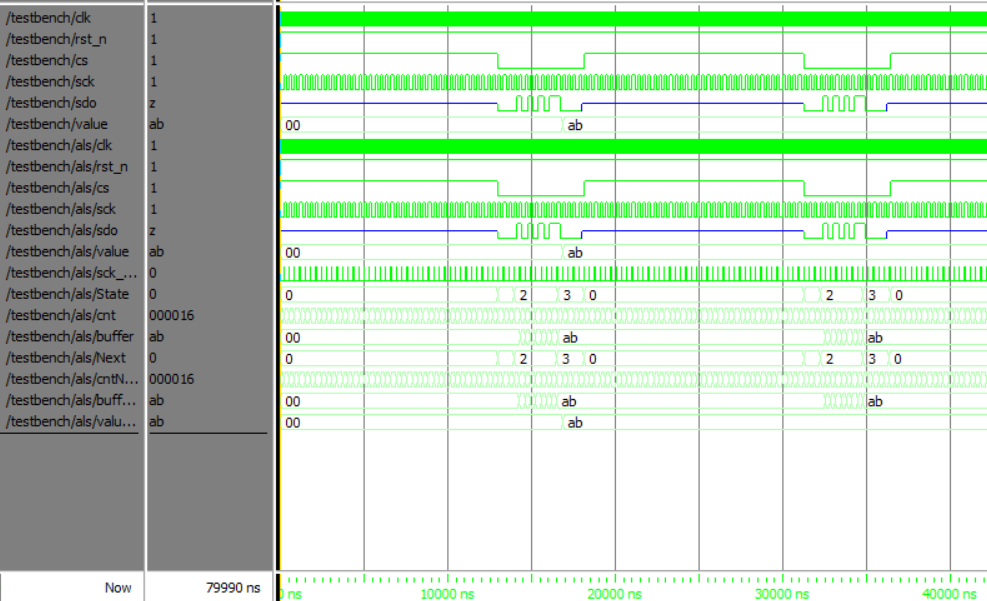 /testbench/clk 1
/testbench/rst_n 1
/testbench/cs 1
/testbench/sck 1
/testbench/sdo z
/testbench/value ab 00 ab
/testbench/als/clk 1
/testbench/als/rst_n 1
/testbench/als/cs 1
/testbench/als/sck 1
/testbench/als/sdo z
/testbench/als/value ab 00 ab
/testbench/als/sck_... 0
/testbench/als/State 0 0 2 3 0 2 3 0
/testbench/als/cnt 000016
/testbench/als/buffer ab 00 ab ab
/testbench/als/Next 0 0 2 3 0 2 3 0
/testbench/als/cntN... 000016
/testbench/als/buff... ab 00 ab ab
/testbench/als/valu... ab 00 ab
Now 79990 ns ns 10000 ns 20000 ns 30000 ns 40000 ns